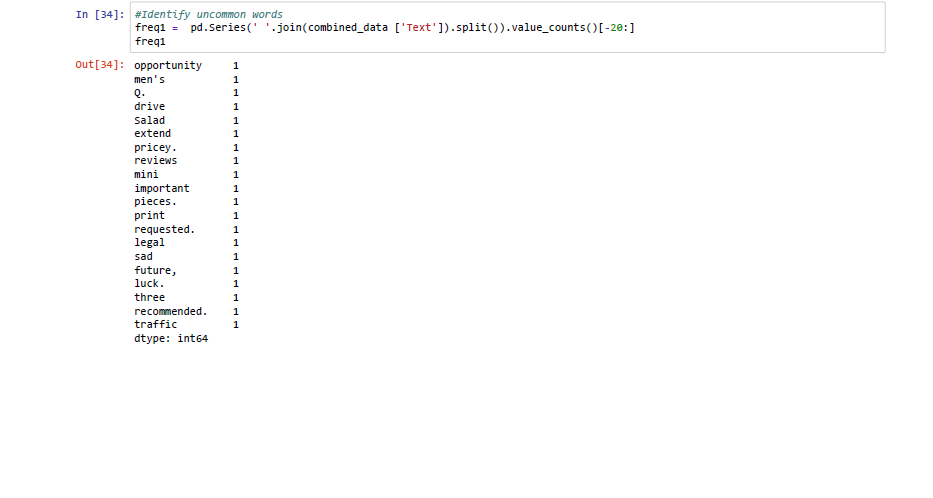 In [34]: #Identify uncommon words
freq1 =  pd.Series(' '.join(combined_data ['Text']).split()).value_counts()[-20:]
freq1
Out[34]: opportunity    1
men's          1
Q.             1
drive          1
Salad          1
extend         1
pricey.        1
reviews        1
mini           1
important      1
pieces.        1
print          1
requested.     1
legal          1
sad            1
future,        1
luck.          1
three          1
recommended.   1
traffic        1
dtype: int64